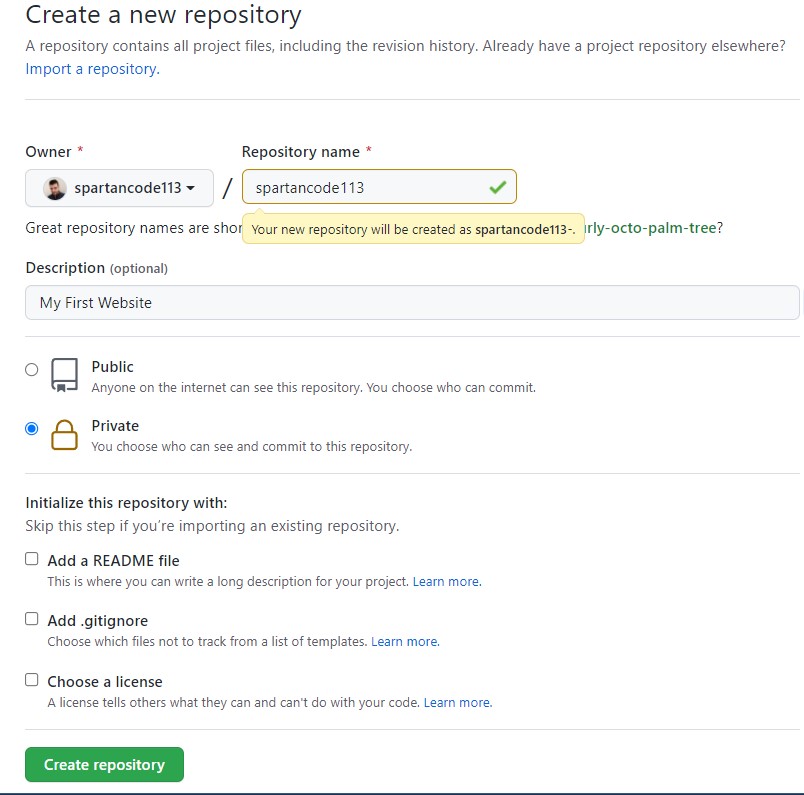 Create a new repository
A repository contains all project files, including the revision history. Already have a project repository elsewhere?
Import a repository.
Owner * Repository name *
spartancode113 / spartancode113
Great repository names are shor rly-octo-palm-tree?
Your new repository will be created as spartancode113-.
Description (optional)
My First Website
Public
Anyone on the internet can see this repository. You choose who can commit.
Private
You choose who can see and commit to this repository.
Initialize this repository with:
Skip this step if you're importing an existing repository.
Add a README file
This is where you can write a long description for your project. Learn more.
Add .gitignore
Choose which files not to track from a list of templates. Learn more.
Choose a license
A license tells others what they can and can't do with your code. Learn more.
Create repository